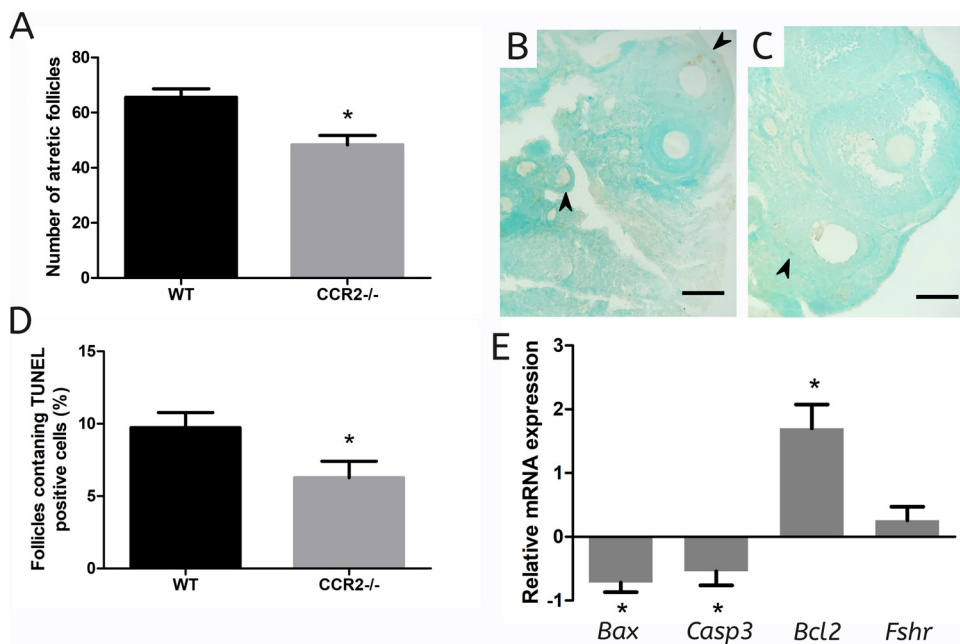 A
Number of atretic follicles
80
60
40
20
0
*
WT
CCR2-/-
B
C
D
Follicles contaning TUNEL
positive cells (%)
15
10
5
0
*
WT
CCR2-/-
E
Relative mRNA expression
3
2
1
0
-1
*
*
*
Bax
Casp3
Bcl2
Fshr